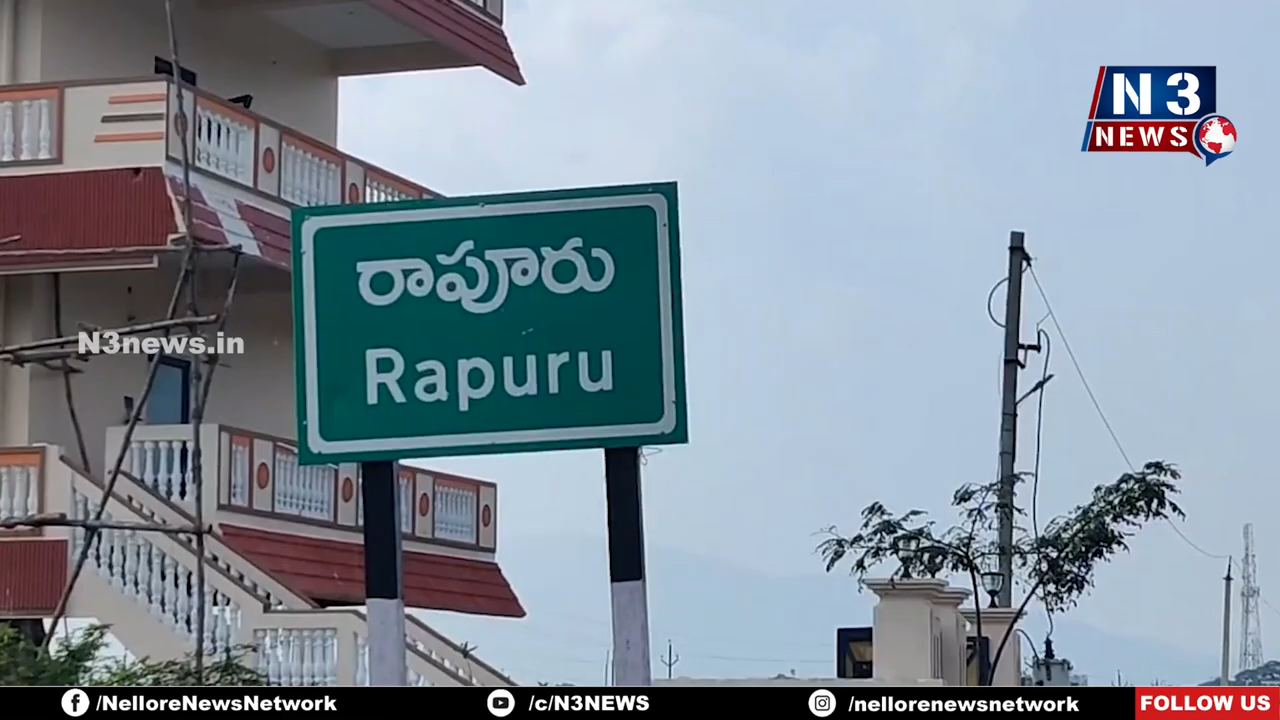 N3
NEWS
రాపూరు
Rapuru
N3news.in
/NelloreNewsNetwork
/c/N3NEWS
/nellorenewsnetwork
FOLLOW US